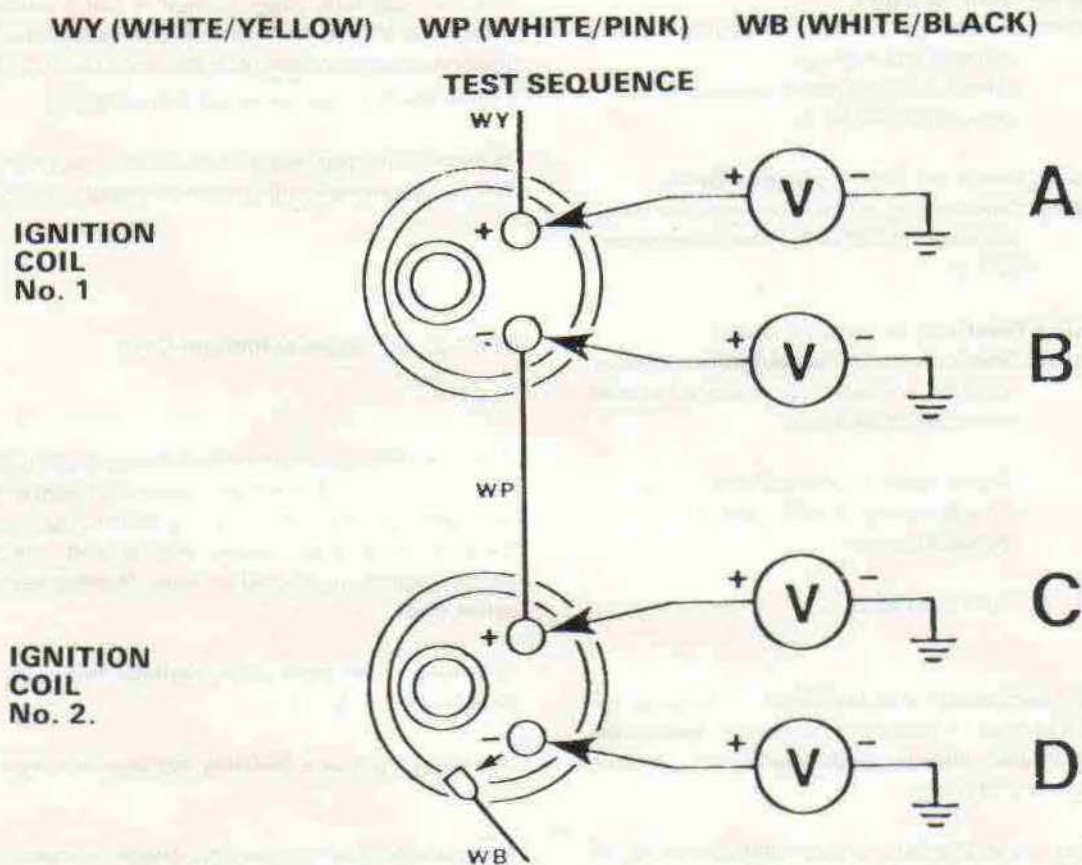 WY (WHITE/YELLOW) WP (WHITE/PINK) WB (WHITE/BLACK)
TEST SEQUENCE
WY
+ V - A
IGNITION
COIL
No. 1
+
-
+ V - B
WP
+ V - C
IGNITION
COIL
No. 2.
+
-
+ V - D
WB